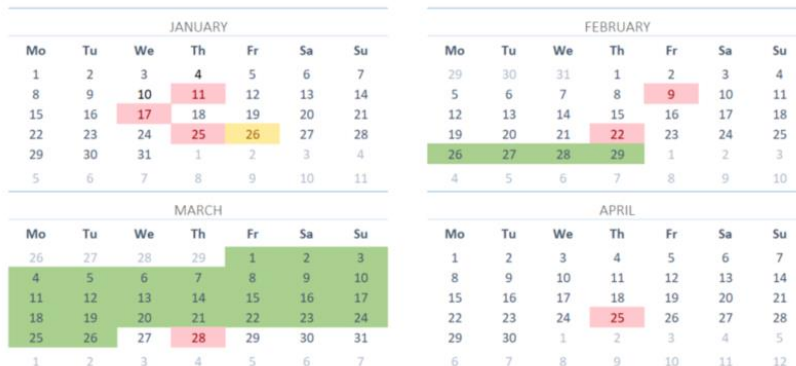 JANUARY
Mo Tu We Th Fr Sa Su
1 2 3 4 5 6 7
8 9 10 11 12 13 14
15 16 17 18 19 20 21
22 23 24 25 26 27 28
29 30 31 1 2 3 4
5 6 7 8 9 10 11
FEBRUARY
Mo Tu We Th Fr Sa Su
29 30 31 1 2 3 4
5 6 7 8 9 10 11
12 13 14 15 16 17 18
19 20 21 22 23 24 25
26 27 28 29 1 2 3
4 5 6 7 8 9 10
MARCH
Mo Tu We Th Fr Sa Su
26 27 28 29 1 2 3
4 5 6 7 8 9 10
11 12 13 14 15 16 17
18 19 20 21 22 23 24
25 26 27 28 29 30 31
1 2 3 4 5 6 7
APRIL
Mo Tu We Th Fr Sa Su
1 2 3 4 5 6 7
8 9 10 11 12 13 14
15 16 17 18 19 20 21
22 23 24 25 26 27 28
29 30 1 2 3 4 5
6 7 8 9 10 11 12